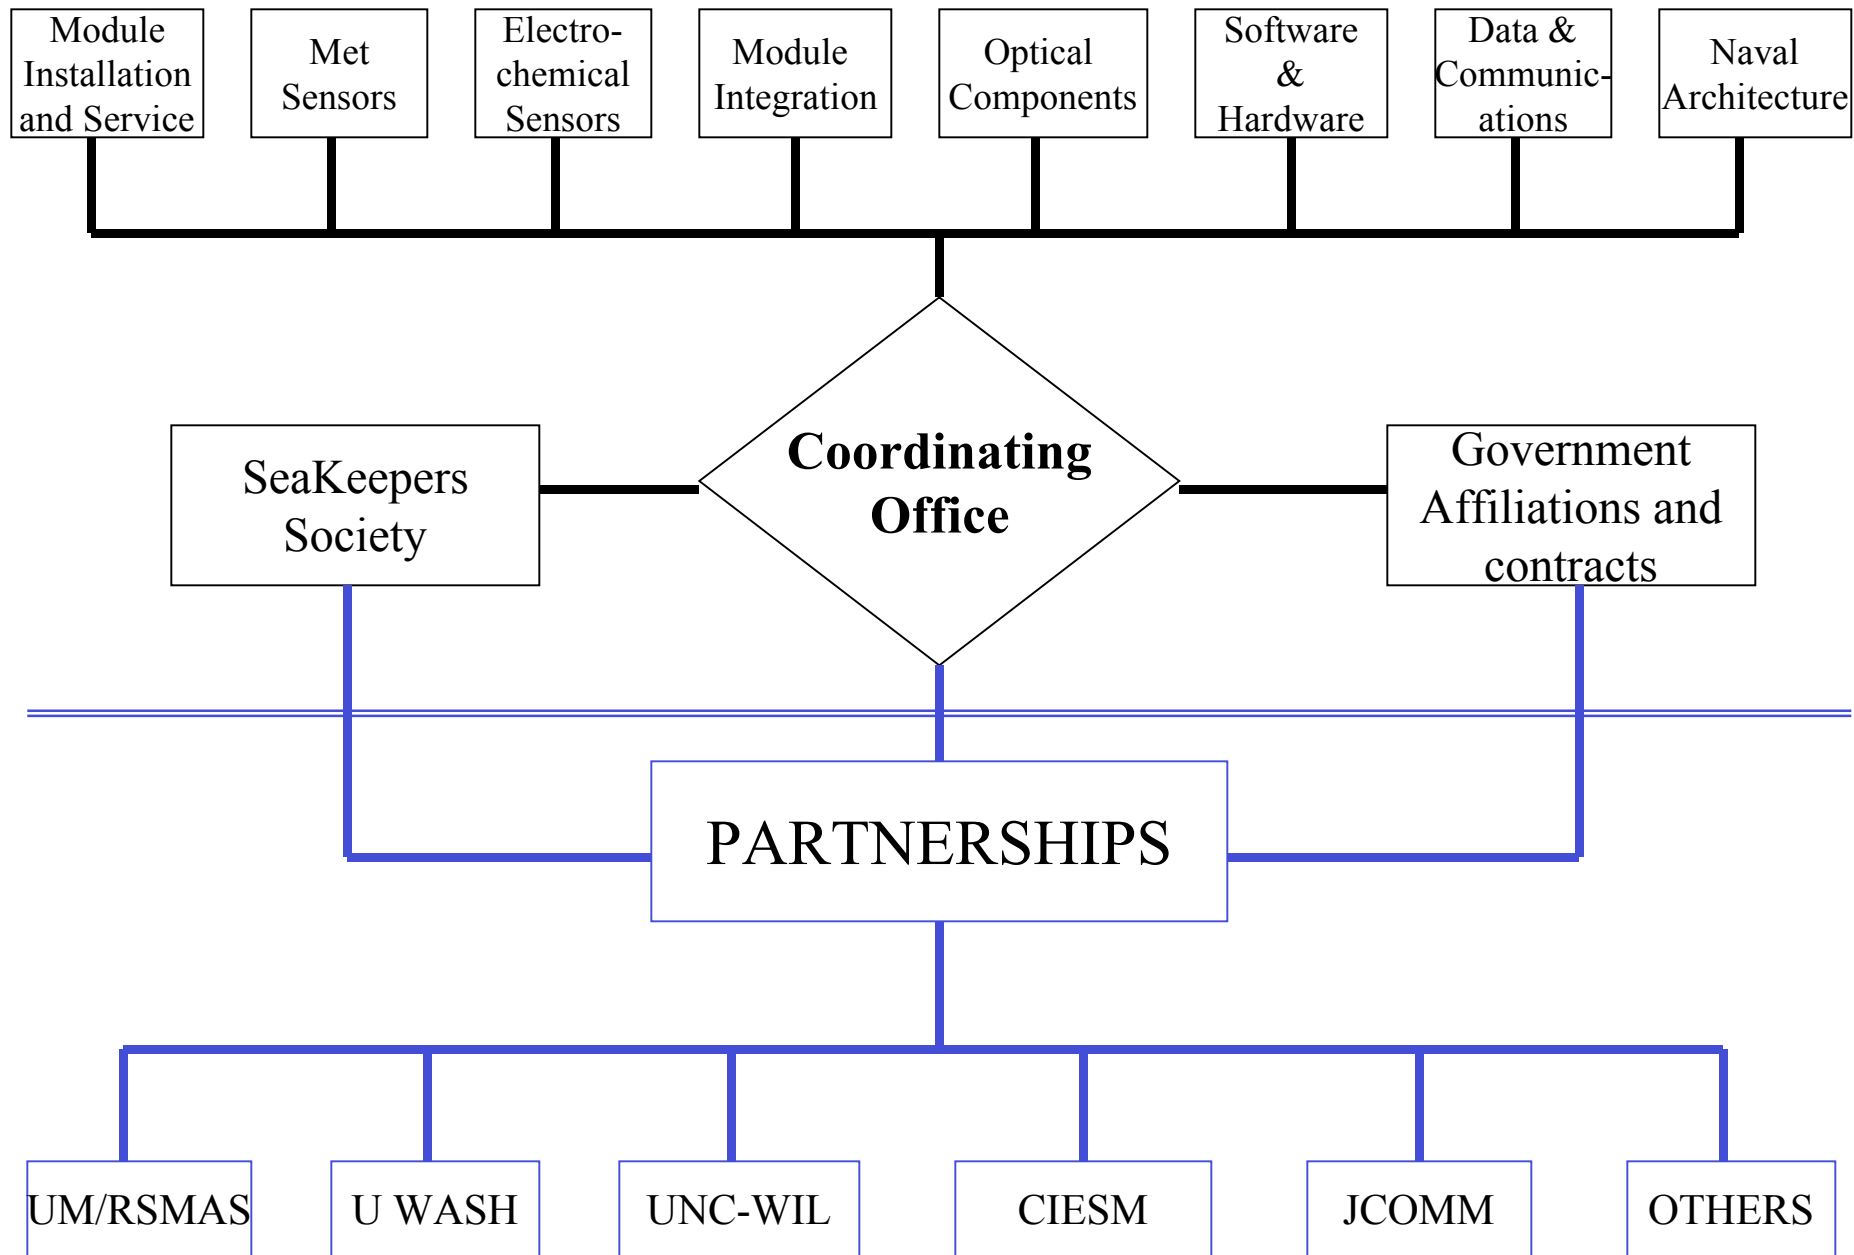 Module
Installation
and Service
Met
Sensors
Electro-
chemical
Sensors
Module
Integration
Optical
Components
Software
&
Hardware
Data &
Communic-
ations
Naval
Architecture
SeaKeepers
Society
Coordinating
Office
Government
Affiliations and
contracts
PARTNERSHIPS
UM/RSMAS
U WASH
UNC-WIL
CIESM
JCOMM
OTHERS